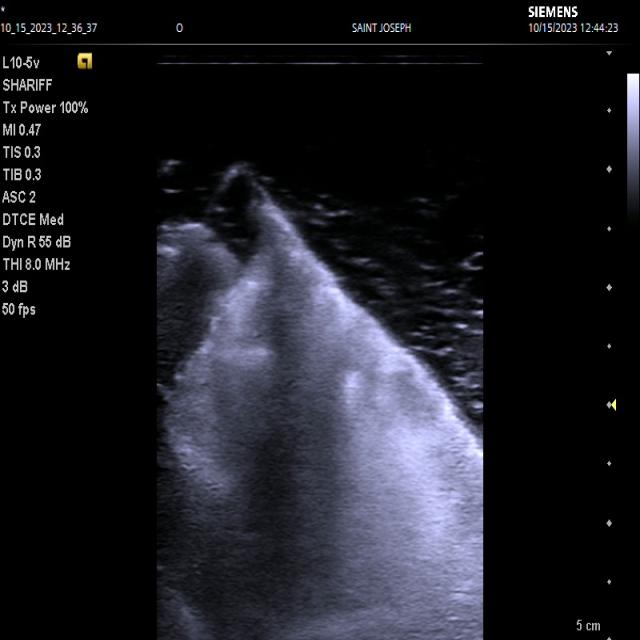 SIEMENS
10_15_2023_12_36_37
O
SAINT JOSEPH
10/15/2023 12:44:23
L10-5v
SHARIFF
Tx Power 100%
MI 0.47
TIS 0.3
TIB 0.3
ASC 2
DTCE Med
Dyn R 55 dB
THI 8.0 MHz
3 dB
50 fps
5 cm